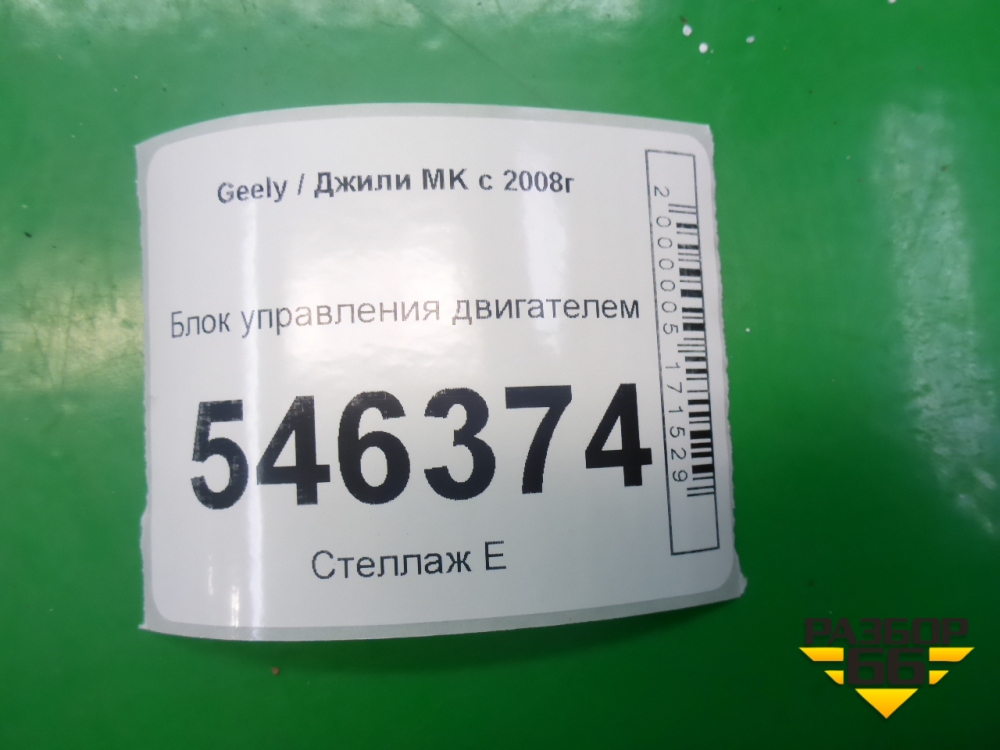 Geely / Джили МК с 2008г
Блок управления двигателем
546374
Стеллаж Е
2000005171529
РАЗБОР
66